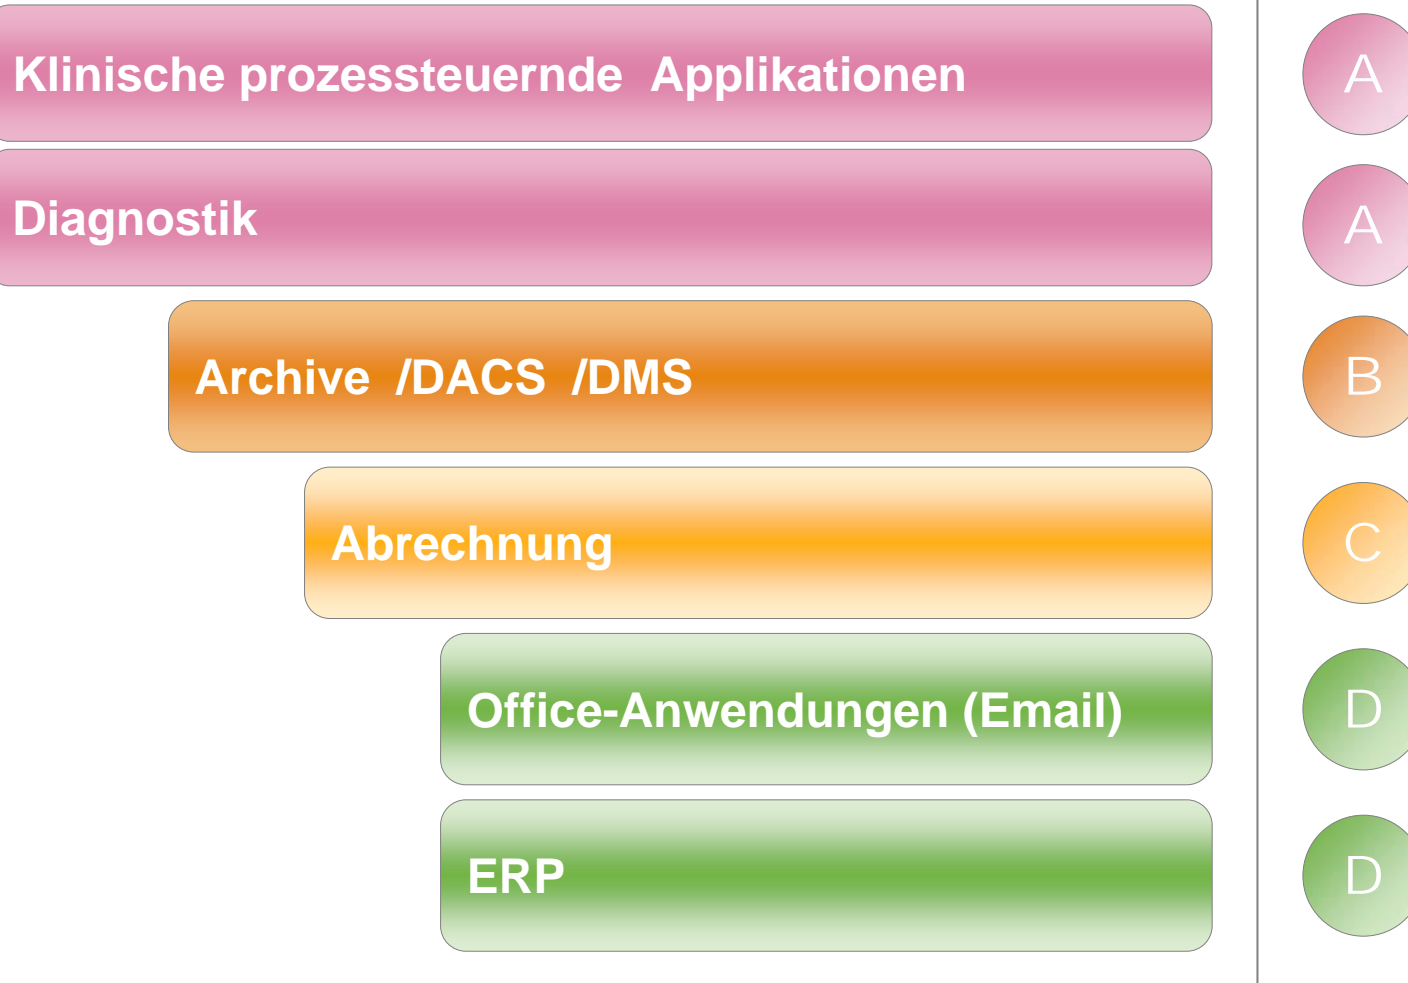 Klinische prozessteuernde Applikationen
A
Diagnostik
A
Archive /DACS /DMS
B
Abrechnung
C
Office-Anwendungen (Email)
D
ERP
D